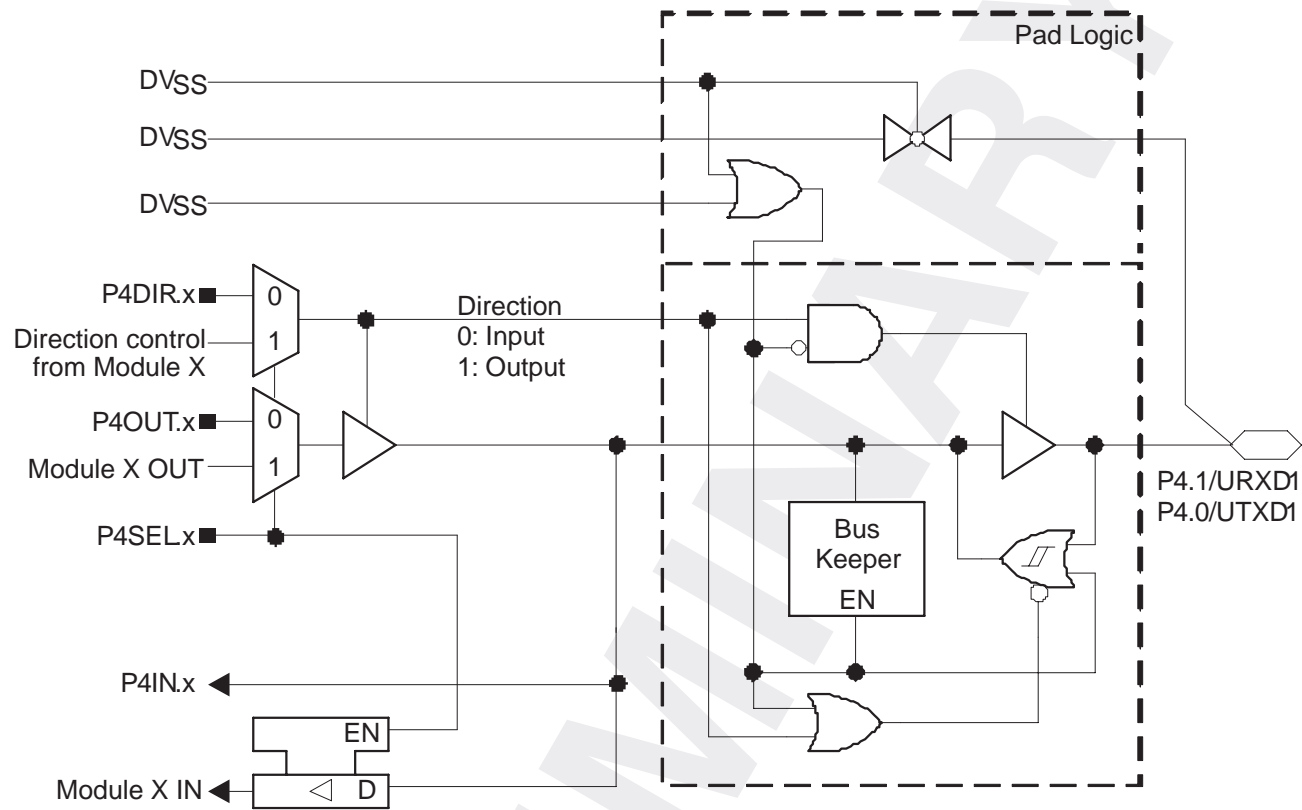 Pad Logic
DVSS
DVSS
DVSS
P4DIR.x
0
Direction control
from Module X
1
Direction
0: Input
1: Output
P4OUT.x
0
Module X OUT
1
P4SEL.x
P4.1/URXD1
P4.0/UTXD1
Bus
Keeper
EN
P4IN.x
EN
Module X IN
D
MINARY